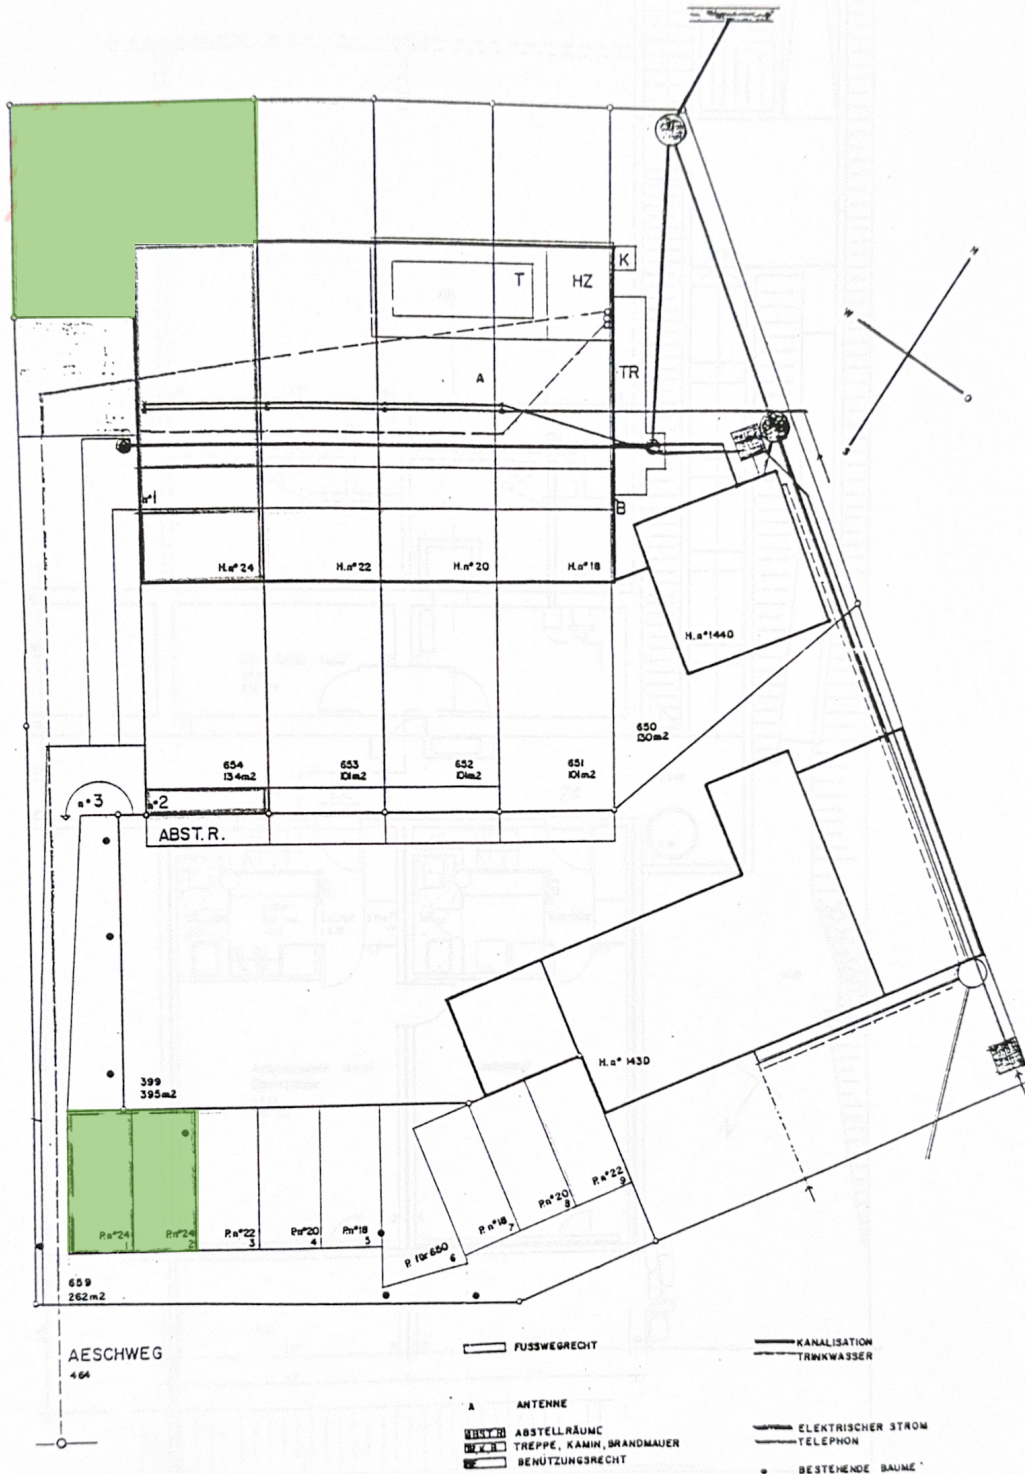 N
W
O
S
K
T
HZ
TR
A
n°1
B
H.n°24
H.n°22
H.n°20
H.n°18
H.n°1440
650
130m2
654
134m2
653
101m2
652
101m2
651
101m2
n°3
n°2
ABST.R.
399
395m2
H.n° 1430
P.n°24
1
P.n°24
2
P.n°22
3
P.n°20
4
P.n°18
5
6
P.n°18
7
P.n°20
8
P.n°22
9
659
262m2
AESCHWEG
464
FUSSWEGRECHT
KANALISATION
TRINKWASSER
A ANTENNE
ABST R ABSTELLRÄUME
TREPPE, KAMIN, BRANDMAUER
BENÜTZUNGSRECHT
ELEKTRISCHER STROM
TELEPHON
BESTEHENDE BÄUME